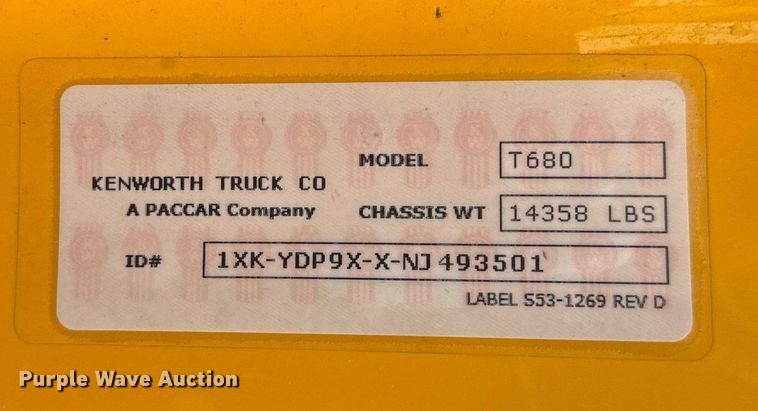 MODEL T680
KENWORTH TRUCK CO
A PACCAR Company CHASSIS WT 14358 LBS
ID# 1XK-YDP9X-X-NJ493501
LABEL S53-1269 REV D
Purple Wave Auction